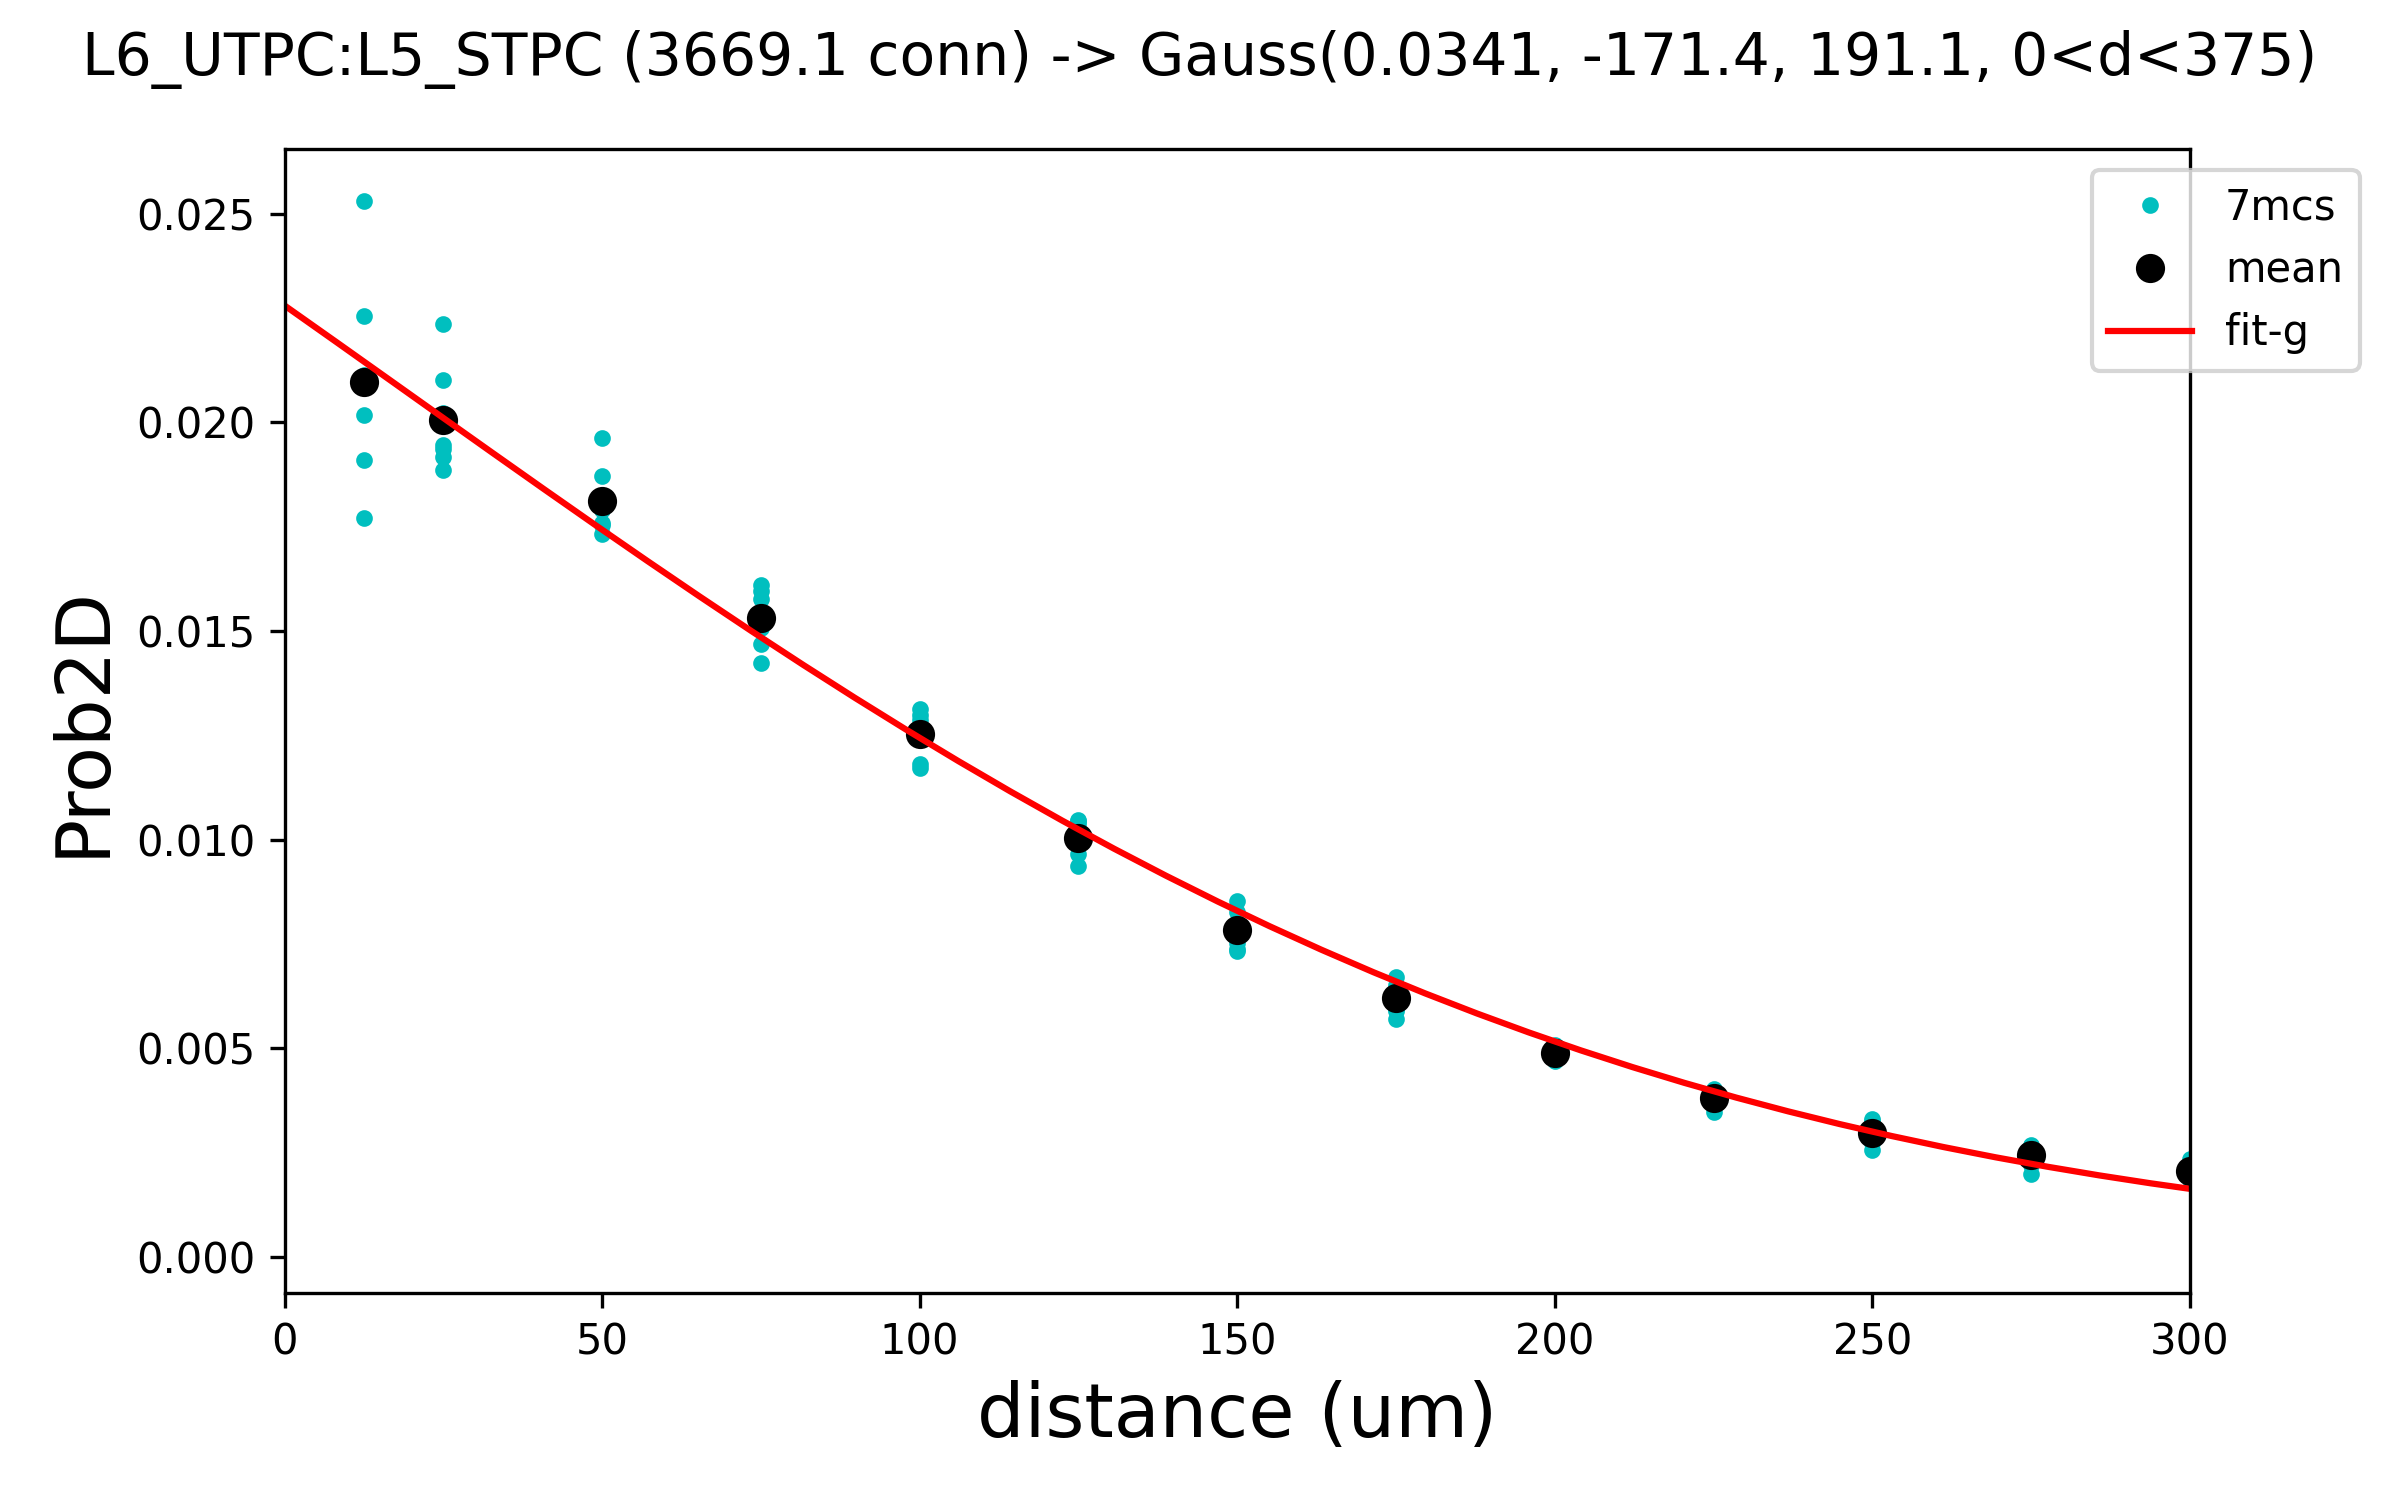 L6_UTPC:L5_STPC (3669.1 conn) -> Gauss(0.0341, -171.4, 191.1, 0<d<375)
7mcs
mean
fit-g
Prob2D
0.025
0.020
0.015
0.010
0.005
0.000
0 50 100 150 200 250 300
distance (um)